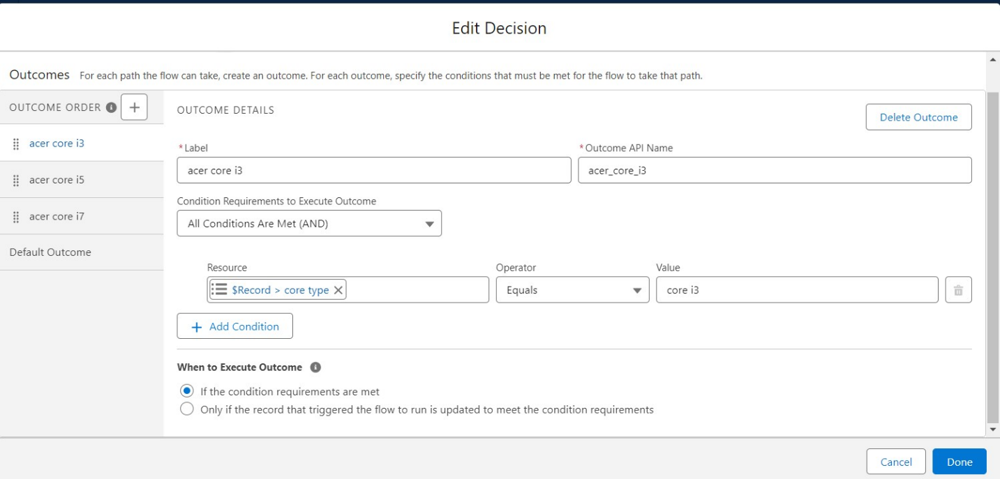 Edit Decision
Outcomes For each path the flow can take, create an outcome. For each outcome, specify the conditions that must be met for the flow to take that path.
OUTCOME ORDER
acer core i3
acer core i5
acer core i7
Default Outcome
OUTCOME DETAILS
Delete Outcome
*Label
*Outcome API Name
acer core i3
acer_core_i3
Condition Requirements to Execute Outcome
All Conditions Are Met (AND)
Resource
Operator
Value
$Record > core type
Equals
core i3
Add Condition
When to Execute Outcome
If the condition requirements are met
Only if the record that triggered the flow to run is updated to meet the condition requirements
Cancel
Done